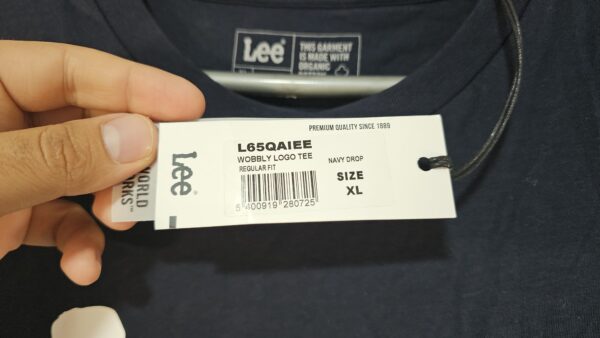 Lee
THIS GARMENT
IS MADE WITH
ORGANIC
PREMIUM QUALITY SINCE 1889
L65QAIEE
WOBBLY LOGO TEE
NAVY DROP
REGULAR FIT
SIZE
XL
5 400919 280725
Lee
WORLD
WORKS™